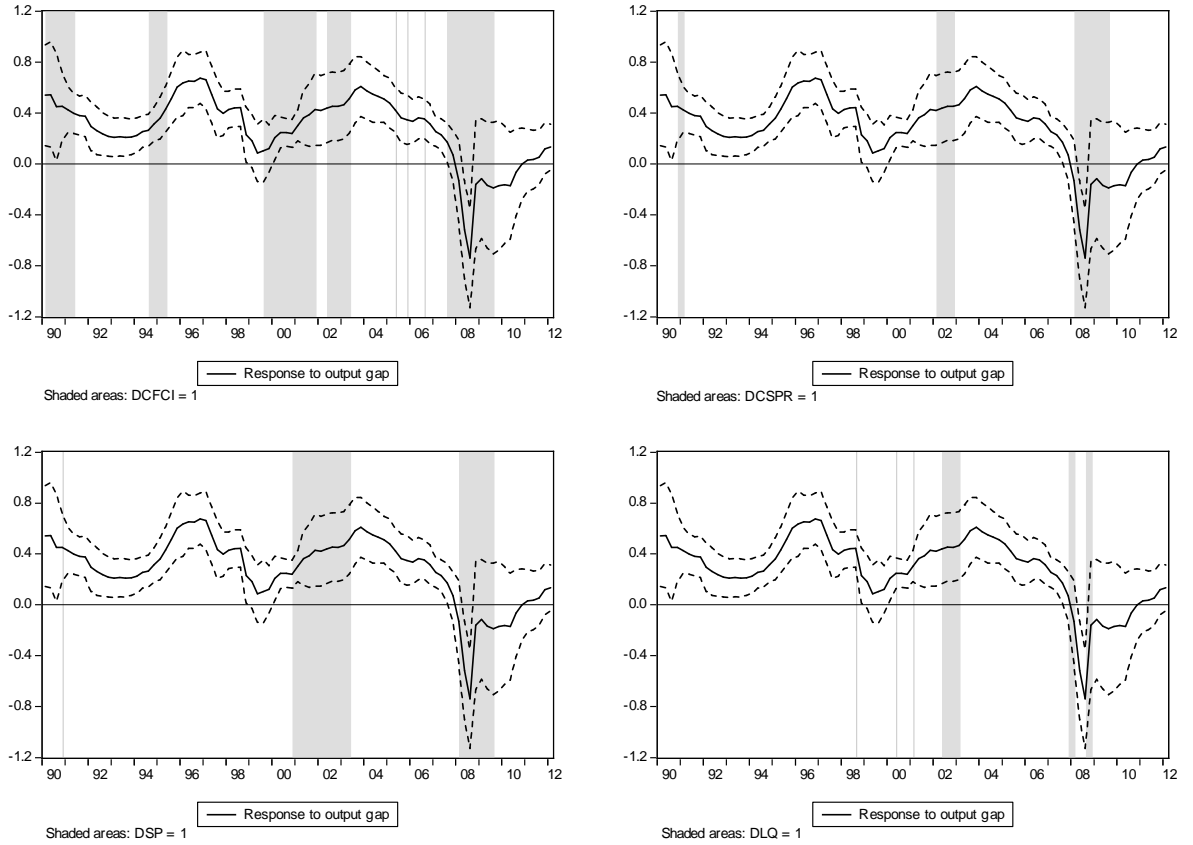 1.2
0.8
0.4
0.0
-0.4
-0.8
-1.2
90 92 94 96 98 00 02 04 06 08 10 12
Response to output gap
Shaded areas: DCFCI = 1
1.2
0.8
0.4
0.0
-0.4
-0.8
-1.2
90 92 94 96 98 00 02 04 06 08 10 12
Response to output gap
Shaded areas: DCSPR = 1
1.2
0.8
0.4
0.0
-0.4
-0.8
-1.2
90 92 94 96 98 00 02 04 06 08 10 12
Response to output gap
Shaded areas: DSP = 1
1.2
0.8
0.4
0.0
-0.4
-0.8
-1.2
90 92 94 96 98 00 02 04 06 08 10 12
Response to output gap
Shaded areas: DLQ = 1